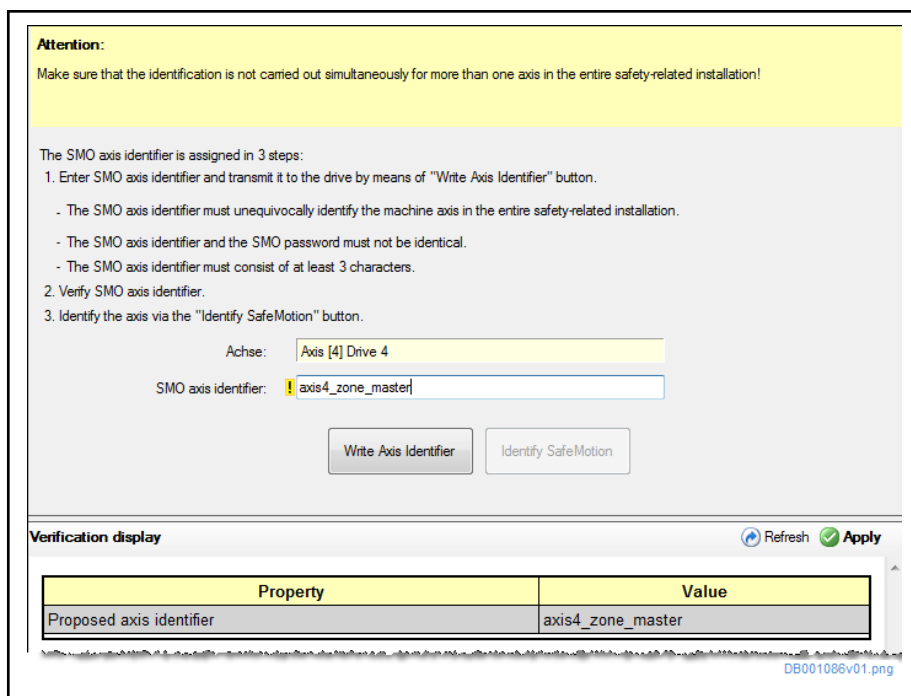 Attention:
Make sure that the identification is not carried out simultaneously for more than one axis in the entire safety-related installation!
The SMO axis identifier is assigned in 3 steps:
1. Enter SMO axis identifier and transmit it to the drive by means of "Write Axis Identifier" button.
- The SMO axis identifier must unequivocally identify the machine axis in the entire safety-related installation.
- The SMO axis identifier and the SMO password must not be identical.
- The SMO axis identifier must consist of at least 3 characters.
2. Verify SMO axis identifier.
3. Identify the axis via the "Identify SafeMotion" button.
Achse: Axis [4] Drive 4
SMO axis identifier: ! axis4_zone_master
Write Axis Identifier Identify SafeMotion
Verification display Refresh Apply
Property Value
Proposed axis identifier axis4_zone_master
DB001086v01.png